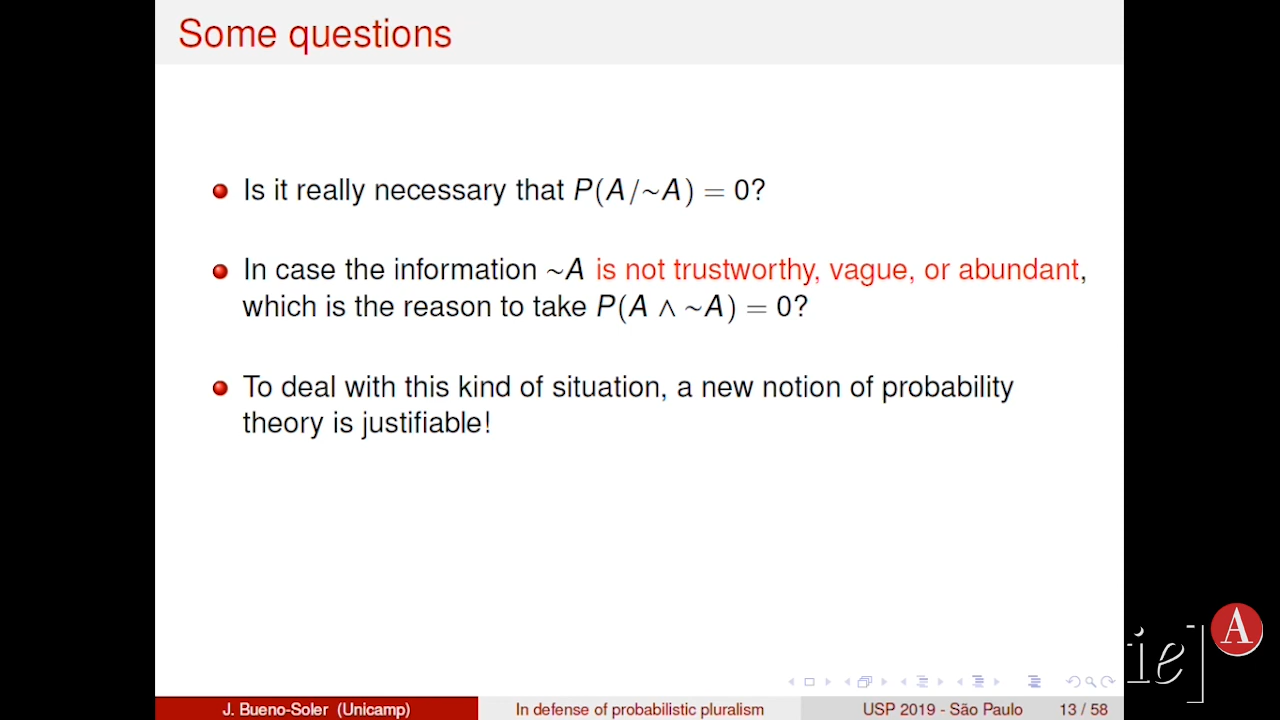 Some questions
Is it really necessary that P(A/∼A) = 0?
In case the information ∼A is not trustworthy, vague, or abundant,
which is the reason to take P(A ∧ ∼A) = 0?
To deal with this kind of situation, a new notion of probability
theory is justifiable!
ie] A
J. Bueno-Soler (Unicamp) In defense of probabilistic pluralism USP 2019 - São Paulo 13 / 58